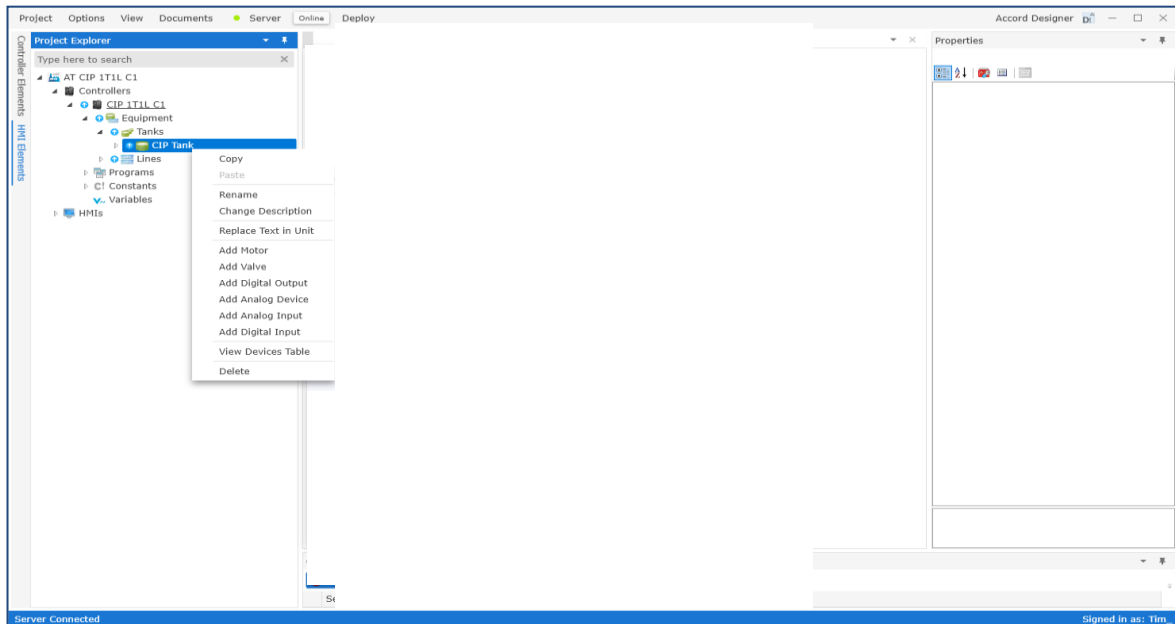 Project Options View Documents Server Online Deploy Accord Designer
Controller Elements
HMI Elements
Project Explorer
Type here to search
AT CIP 1T1L C1
Controllers
CIP 1T1L C1
Equipment
Tanks
CIP Tank
Lines
Programs
C! Constants
Variables
HMIs
Copy
Paste
Rename
Change Description
Replace Text in Unit
Add Motor
Add Valve
Add Digital Output
Add Analog Device
Add Analog Input
Add Digital Input
View Devices Table
Delete
Properties
Server Connected
Signed in as: Tim